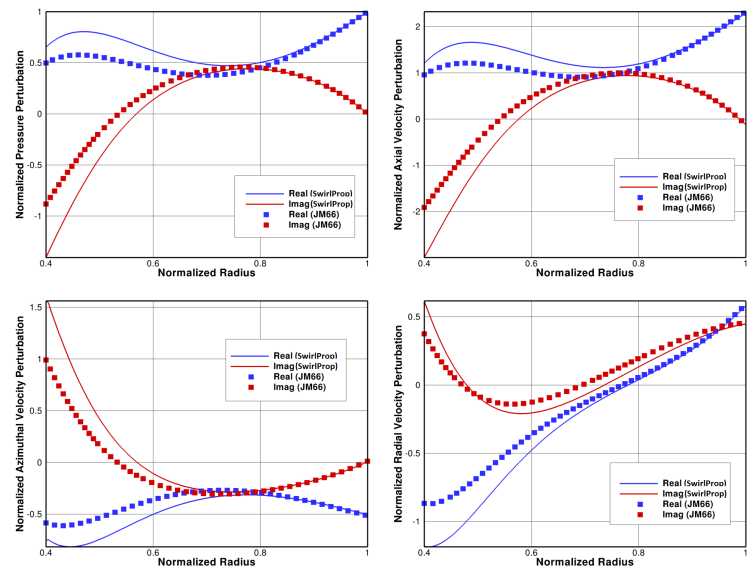 Normalized Pressure Perturbation
1
0.5
0
-0.5
-1
Real (SwirlProp)
Imag(SwirlProp)
Real (JM66)
Imag (JM66)
0.4
0.6
0.8
1
Normalized Radius
Normalized Axial Velocity Perturbation
2
1
0
-1
-2
Real (SwirlProp)
Imag(SwirlProp)
Real (JM66)
Imag (JM66)
0.4
0.6
0.8
1
Normalized Radius
Normalized Azimuthal Velocity Perturbation
1.5
1
0.5
0
-0.5
Real (SwirlProp)
Imag(SwirlProp)
Real (JM66)
Imag (JM66)
0.4
0.6
0.8
1
Normalized Radius
Normalized Radial Velocity Perturbation
0.5
0
-0.5
-1
Real (SwirlProp)
Imag(SwirlProp)
Real (JM66)
Imag (JM66)
0.4
0.6
0.8
1
Normalized Radius